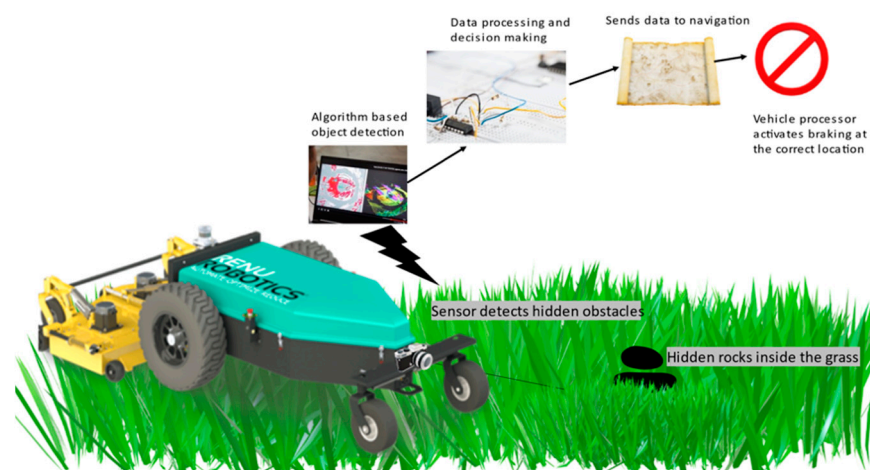 Data processing and
decision making
Sends data to navigation
Algorithm based
object detection
Vehicle processor
activates braking at
the correct location
RENU
ROBOTICS
Sensor detects hidden obstacles
Hidden rocks inside the grass